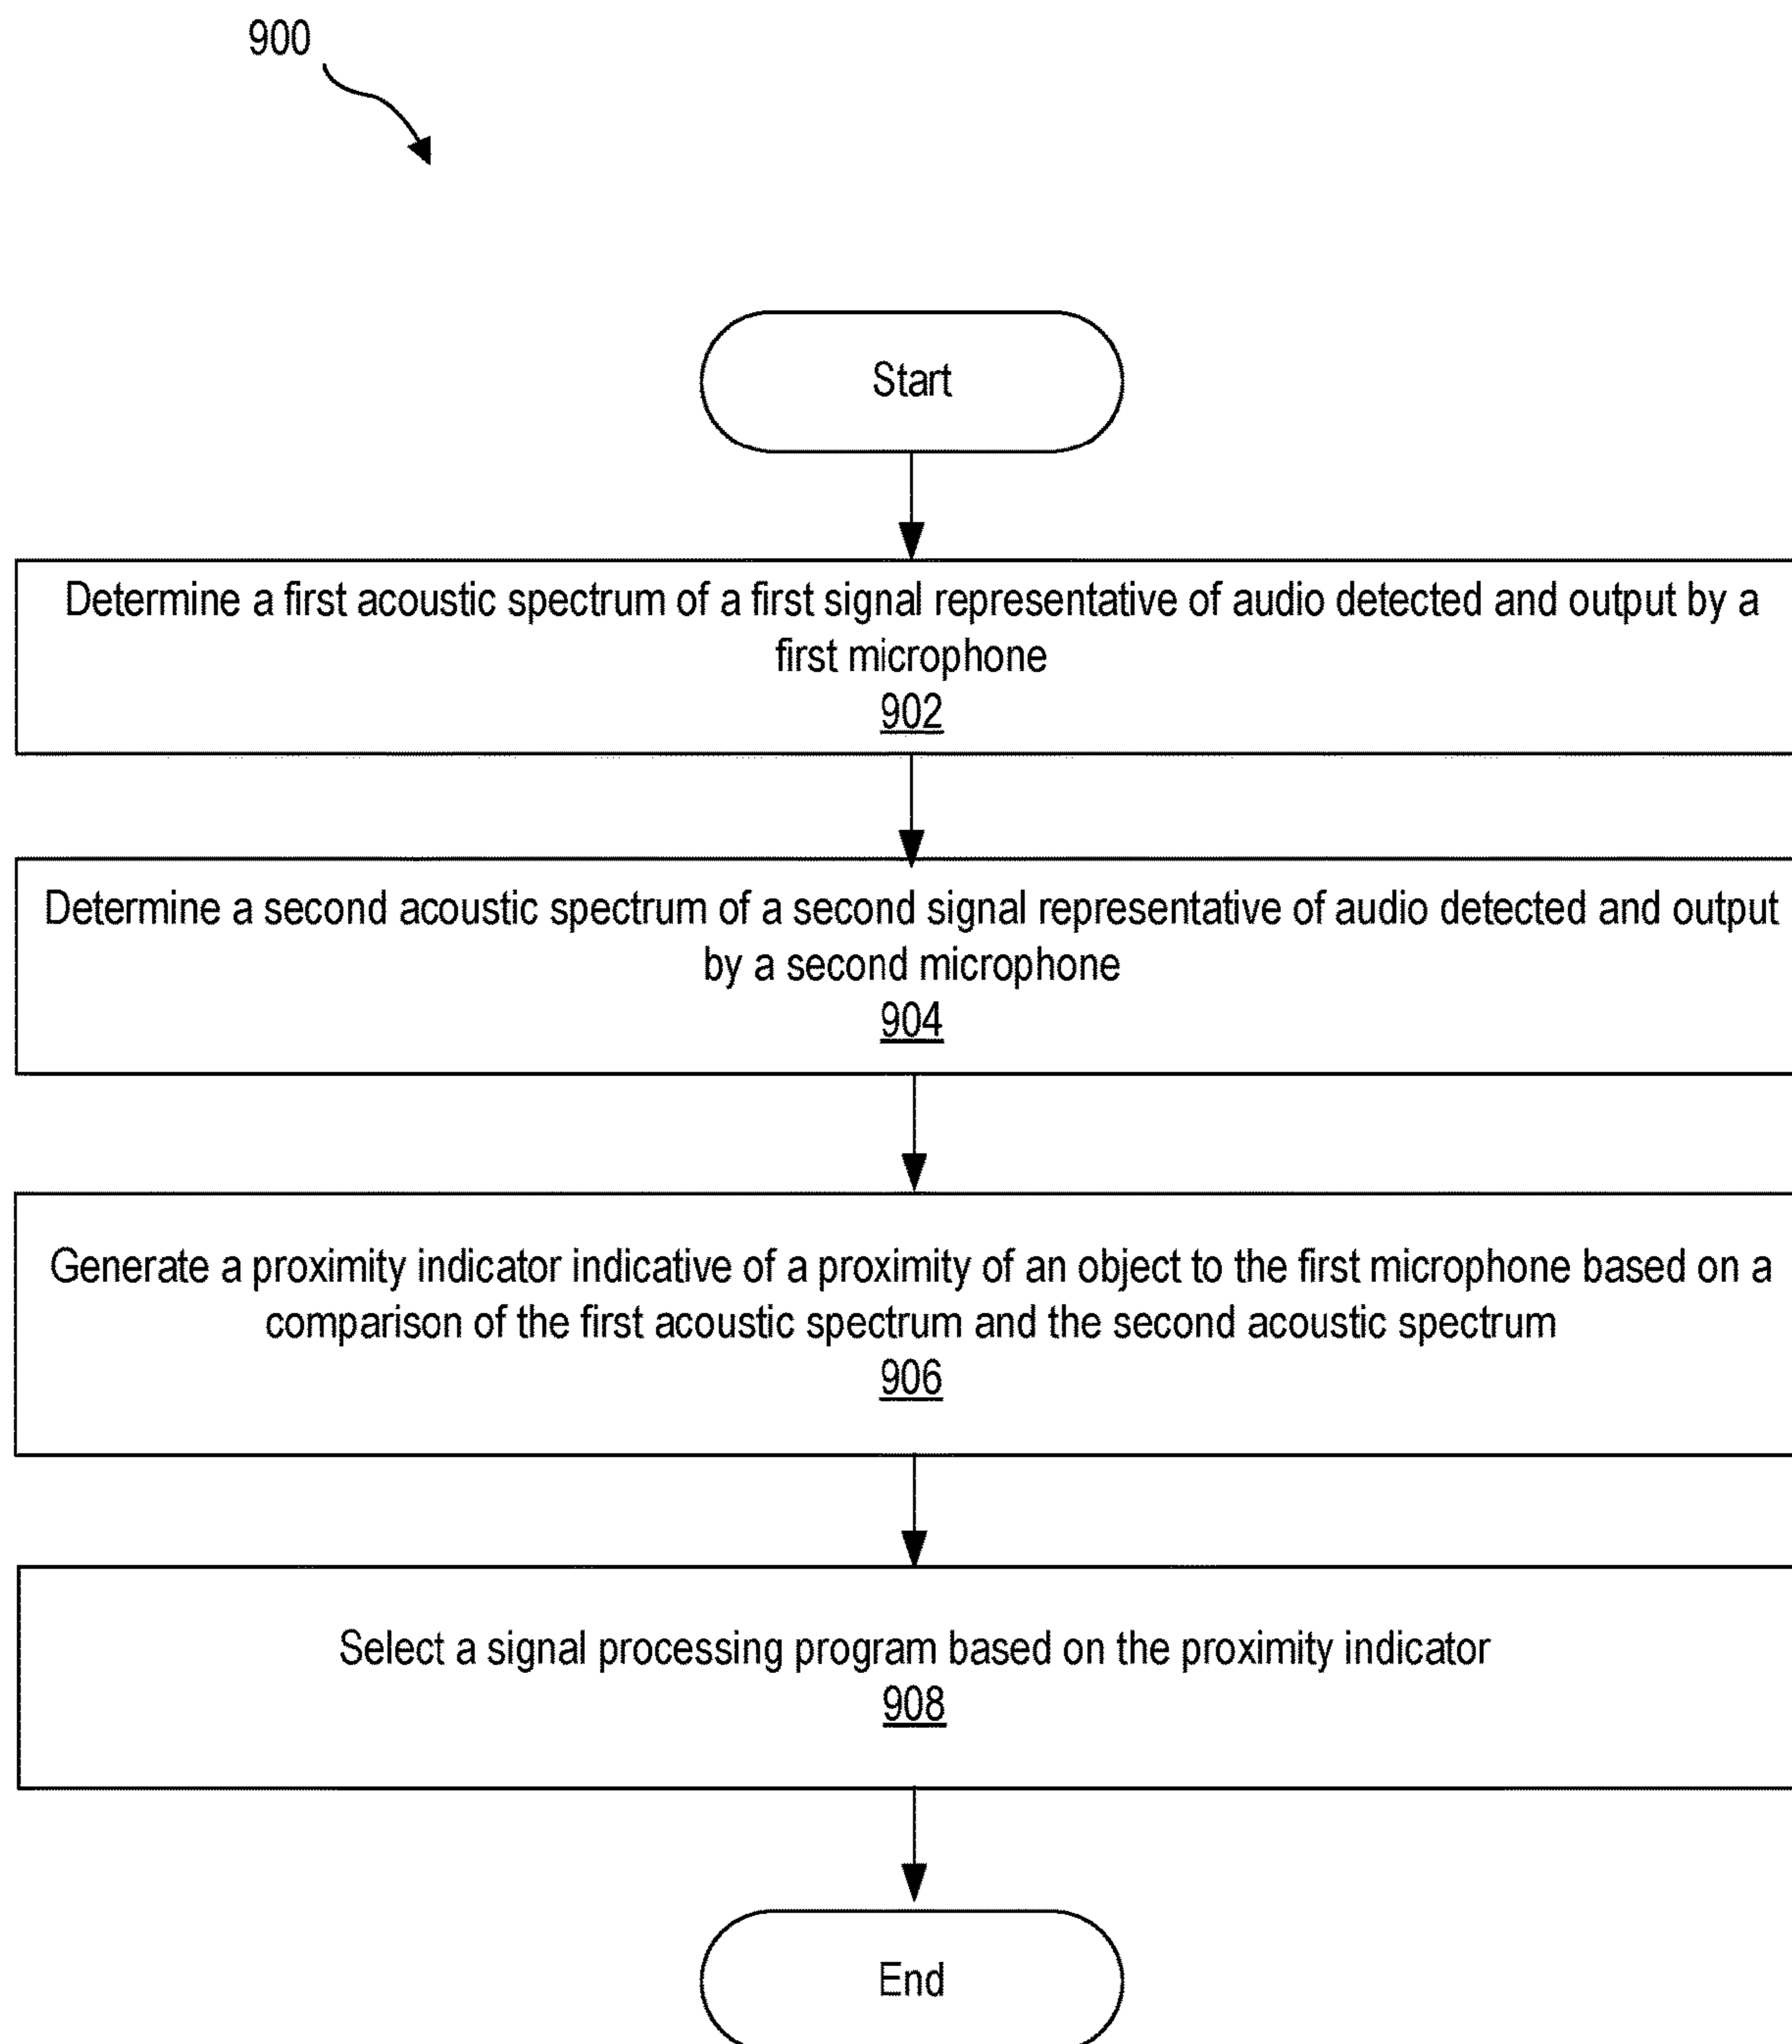 900
Start
Determine a first acoustic spectrum of a first signal representative of audio detected and output by a
first microphone
902
Determine a second acoustic spectrum of a second signal representative of audio detected and output
by a second microphone
904
Generate a proximity indicator indicative of a proximity of an object to the first microphone based on a
comparison of the first acoustic spectrum and the second acoustic spectrum
906
Select a signal processing program based on the proximity indicator
908
End